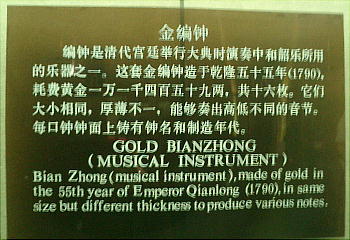 金编钟
编钟是清代宫廷举行大典时演奏中和韶乐所用
的乐器之一。这套金编钟造于乾隆五十五年(1790),
耗费黄金一万一千四百五十九两，共十六枚。它们
大小相同，厚薄不一，能够奏出高低不同的音节。
每口钟钟面上铸有钟名和制造年代。
GOLD BIANZHONG
(MUSICAL INSTRUMENT)
Bian Zhong(musical instrument), made of gold in
the 55th year of Emperor Qianlong (1790), in same
size but different thickness to produce various notes.